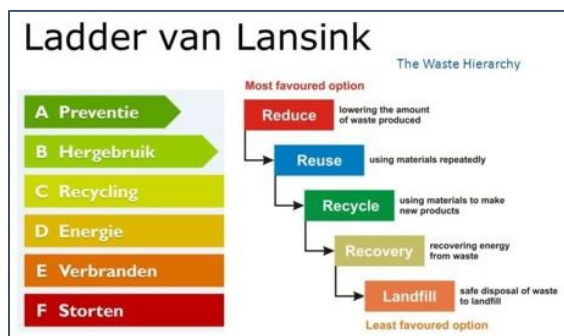 Ladder van Lansink
The Waste Hierarchy
A Preventie
B Hergebruik
C Recycling
D Energie
E Verbranden
F Storten
Most favoured option
Reduce
lowering the amount
of waste produced
Reuse
using materials repeatedly
Recycle
using materials to make
new products
Recovery
recovering energy
from waste
Landfill
safe disposal of waste
to landfill
Least favoured option